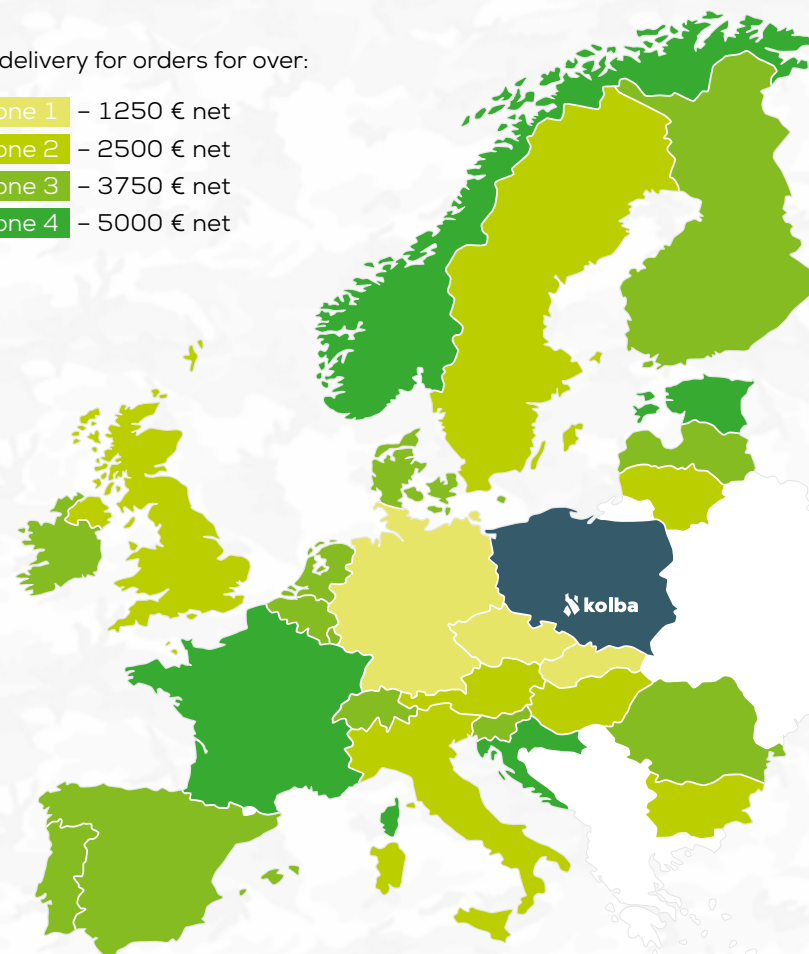 delivery for orders for over:
one 1 – 1250 € net
one 2 – 2500 € net
one 3 – 3750 € net
one 4 – 5000 € net
kolba